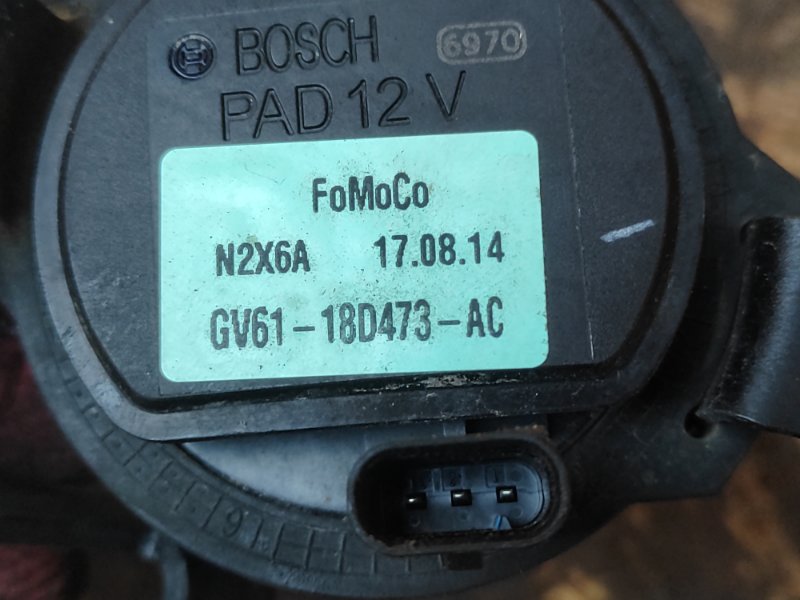 BOSCH 6970
PAD 12 V
FoMoCo
N2X6A 17.08.14
GV61-18D473-AC